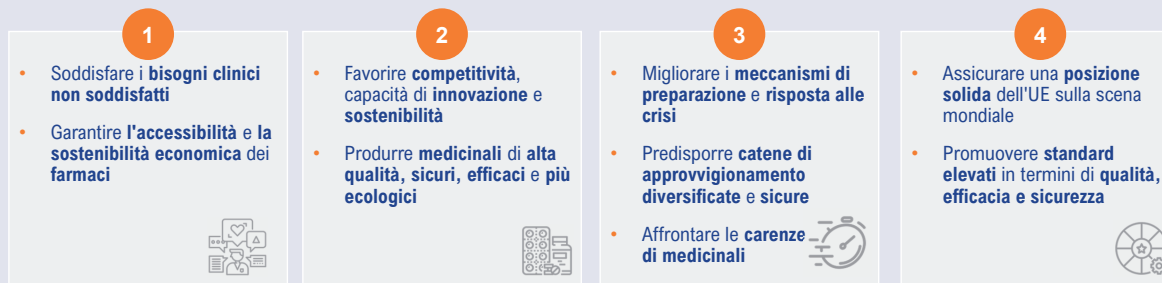 1
• Soddisfare i bisogni clinici
non soddisfatti
• Garantire l'accessibilità e la
sostenibilità economica dei
farmaci
2
• Favorire competitività,
capacità di innovazione e
sostenibilità
• Produrre medicinali di alta
qualità, sicuri, efficaci e più
ecologici
3
• Migliorare i meccanismi di
preparazione e risposta alle
crisi
• Predisporre catene di
approvvigionamento
diversificate e sicure
• Affrontare le carenze
di medicinali
4
• Assicurare una posizione
solida dell'UE sulla scena
mondiale
• Promuovere standard
elevati in termini di qualità,
efficacia e sicurezza